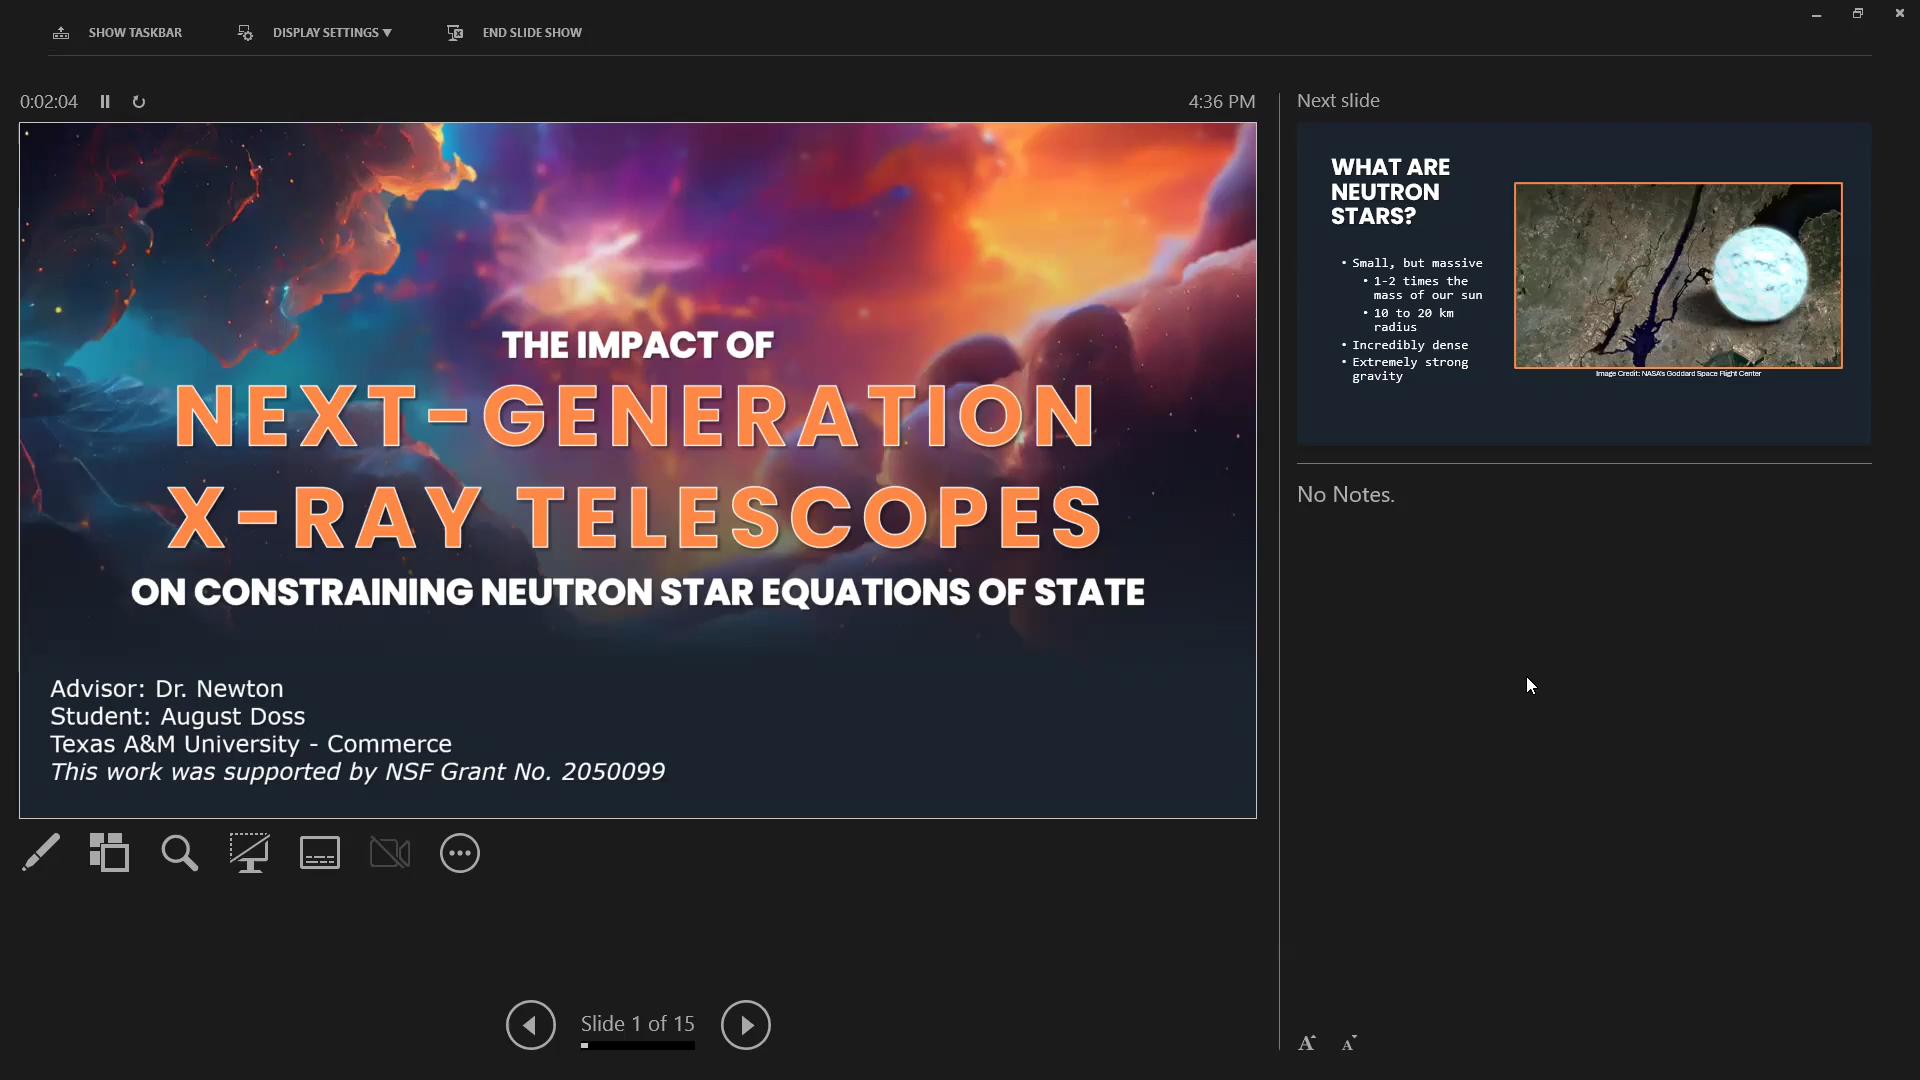 SHOW TASKBAR
DISPLAY SETTINGS ▼
END SLIDE SHOW
0:02:04
4:36 PM
THE IMPACT OF
NEXT-GENERATION
X-RAY TELESCOPES
ON CONSTRAINING NEUTRON STAR EQUATIONS OF STATE
Advisor: Dr. Newton
Student: August Doss
Texas A&M University - Commerce
This work was supported by NSF Grant No. 2050099
Slide 1 of 15
Next slide
WHAT ARE
NEUTRON
STARS?
• Small, but massive
• 1-2 times the
mass of our sun
• 10 to 20 km
radius
• Incredibly dense
• Extremely strong
gravity
Image Credit: NASA's Goddard Space Flight Center
No Notes.
A A